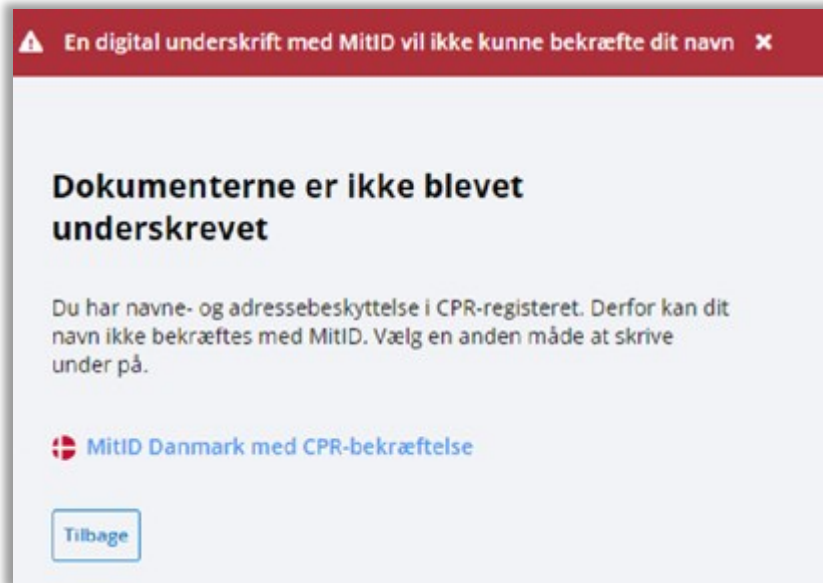 En digital underskrift med MitID vil ikke kunne bekræfte dit navn
Dokumenterne er ikke blevet
underskrevet
Du har navne- og adressebeskyttelse i CPR-registeret. Derfor kan dit
navn ikke bekræftes med MitID. Vælg en anden måde at skrive
under på.
MitID Danmark med CPR-bekræftelse
Tilbage